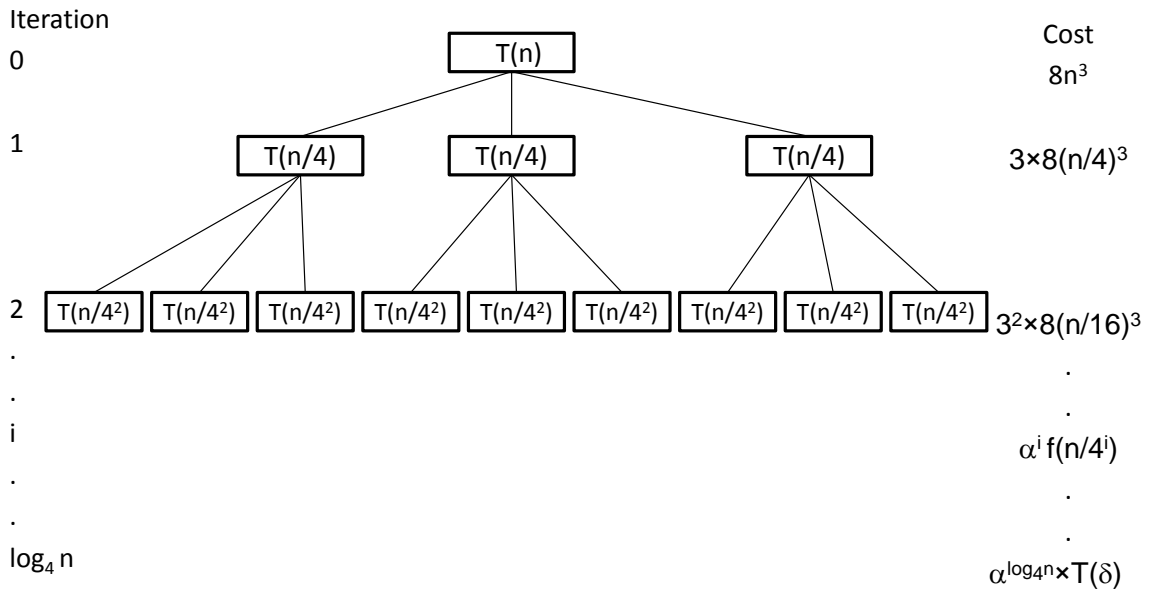 Iteration
Cost
0
T(n)
8n³
1
T(n/4) T(n/4) T(n/4)
3×8(n/4)³
2
T(n/4²) T(n/4²) T(n/4²) T(n/4²) T(n/4²) T(n/4²) T(n/4²) T(n/4²) T(n/4²)
3²×8(n/16)³
.
.
.
.
i
αⁱ f(n/4ⁱ)
.
.
.
.
log₄ n
α^log₄n×T(δ)